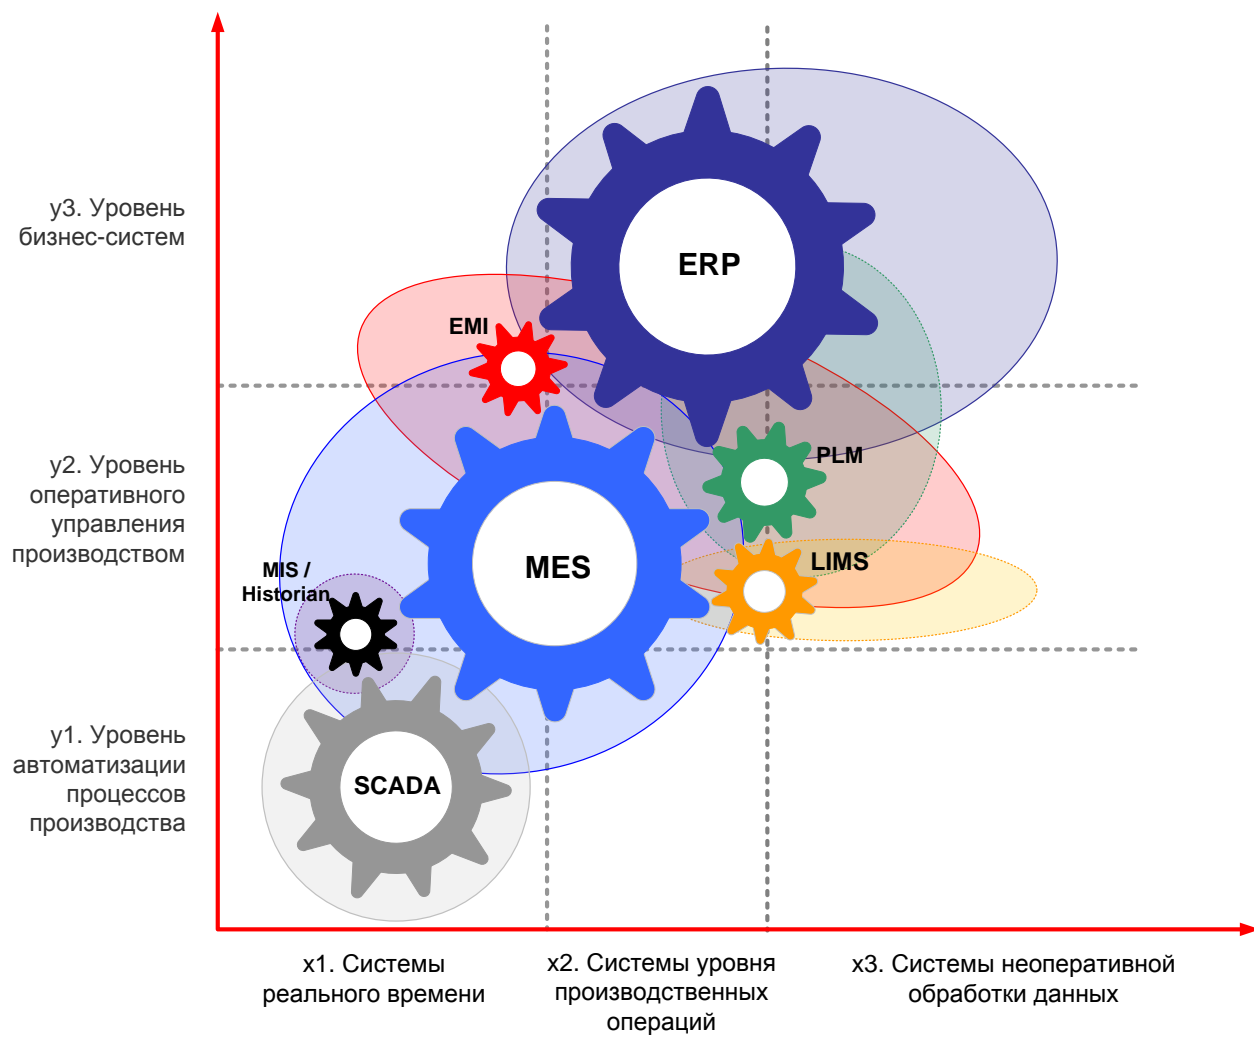 у3. Уровень
бизнес-систем
ERP
EMI
у2. Уровень
оперативного
управления
производством
PLM
MES
LIMS
MIS /
Historian
у1. Уровень
автоматизации
процессов
производства
SCADA
х1. Системы
реального времени
х2. Системы уровня
производственных
операций
х3. Системы неоперативной
обработки данных